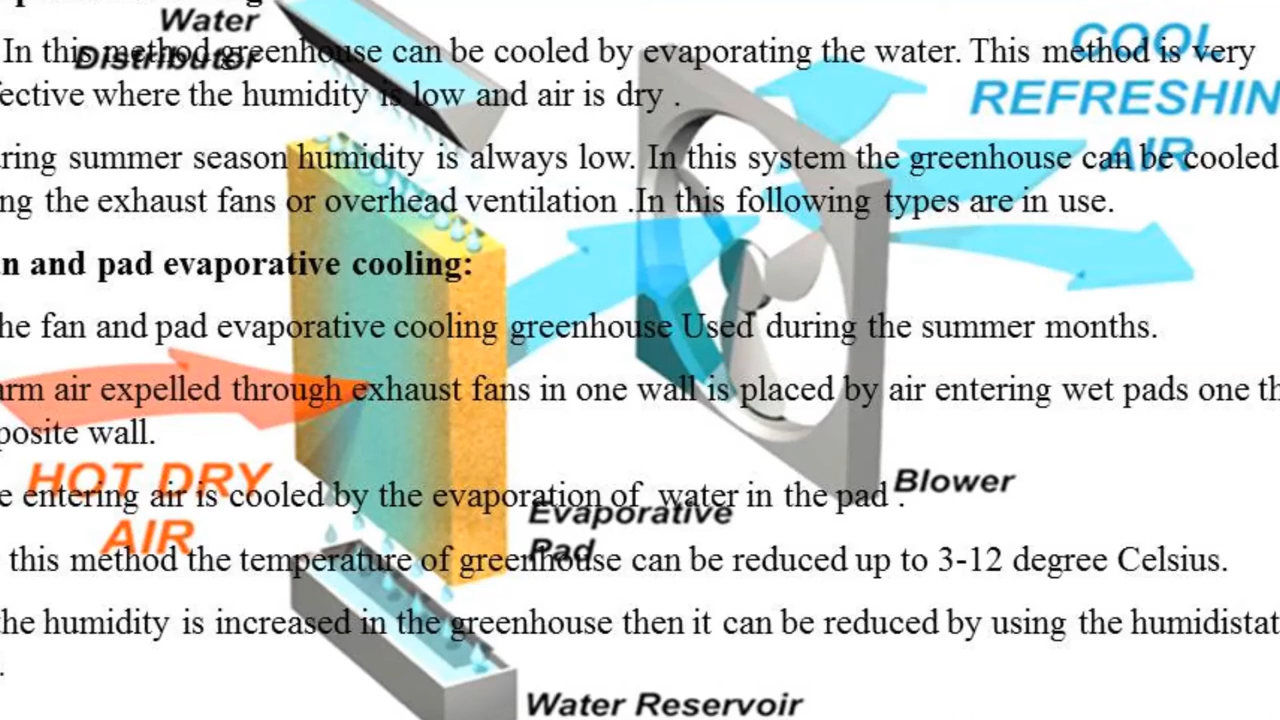 Water
Distributor
In this method greenhouse can be cooled by evaporating the water. This method is very
ective where the humidity is low and air is dry .
ring summer season humidity is always low. In this system the greenhouse can be cooled
ng the exhaust fans or overhead ventilation .In this following types are in use.
COOL
REFRESHIN
AIR
n and pad evaporative cooling:
he fan and pad evaporative cooling greenhouse Used during the summer months.
arm air expelled through exhaust fans in one wall is placed by air entering wet pads one th
posite wall.
HOT DRY
AIR
e entering air is cooled by the evaporation of water in the pad .
Blower
Evaporative
Pad
this method the temperature of greenhouse can be reduced up to 3-12 degree Celsius.
the humidity is increased in the greenhouse then it can be reduced by using the humidistat
.
Water Reservoir